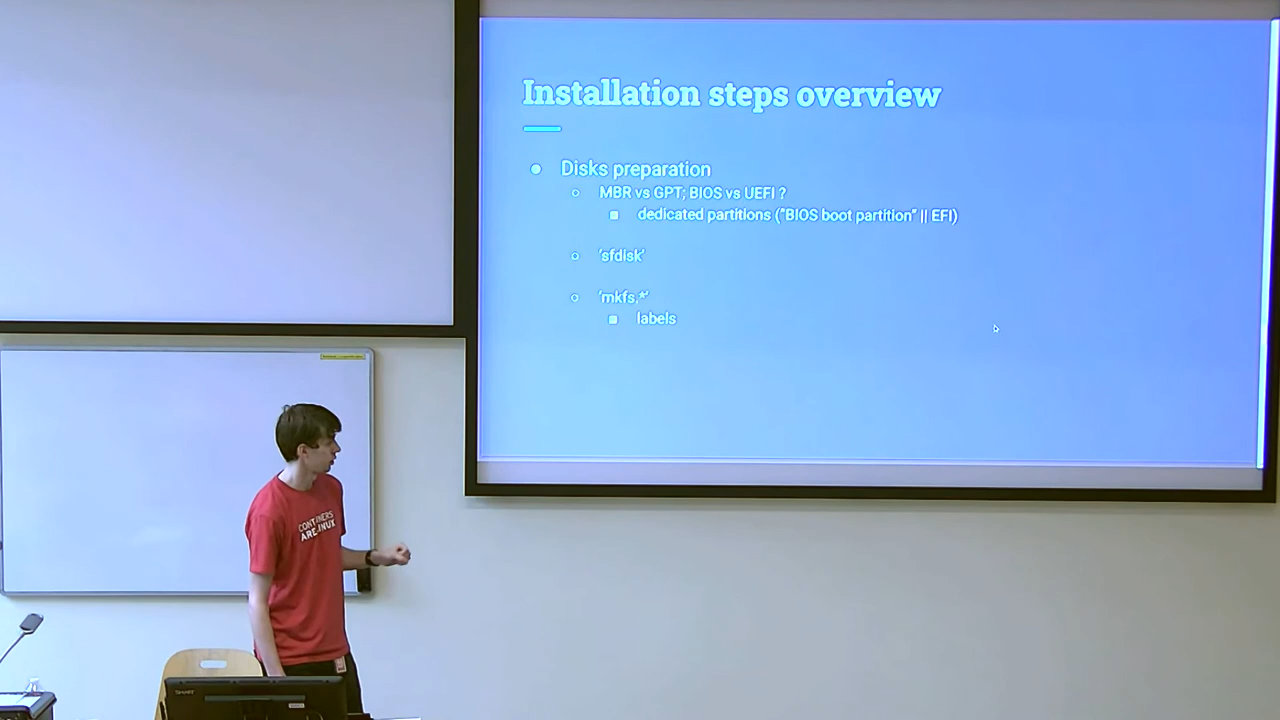 Installation steps overview
Disks preparation
MBR vs GPT; BIOS vs UEFI ?
dedicated partitions ("BIOS boot partition" || EFI)
'sfdisk'
'mkfs.*'
labels
CONTAINERS
ARE LINUX